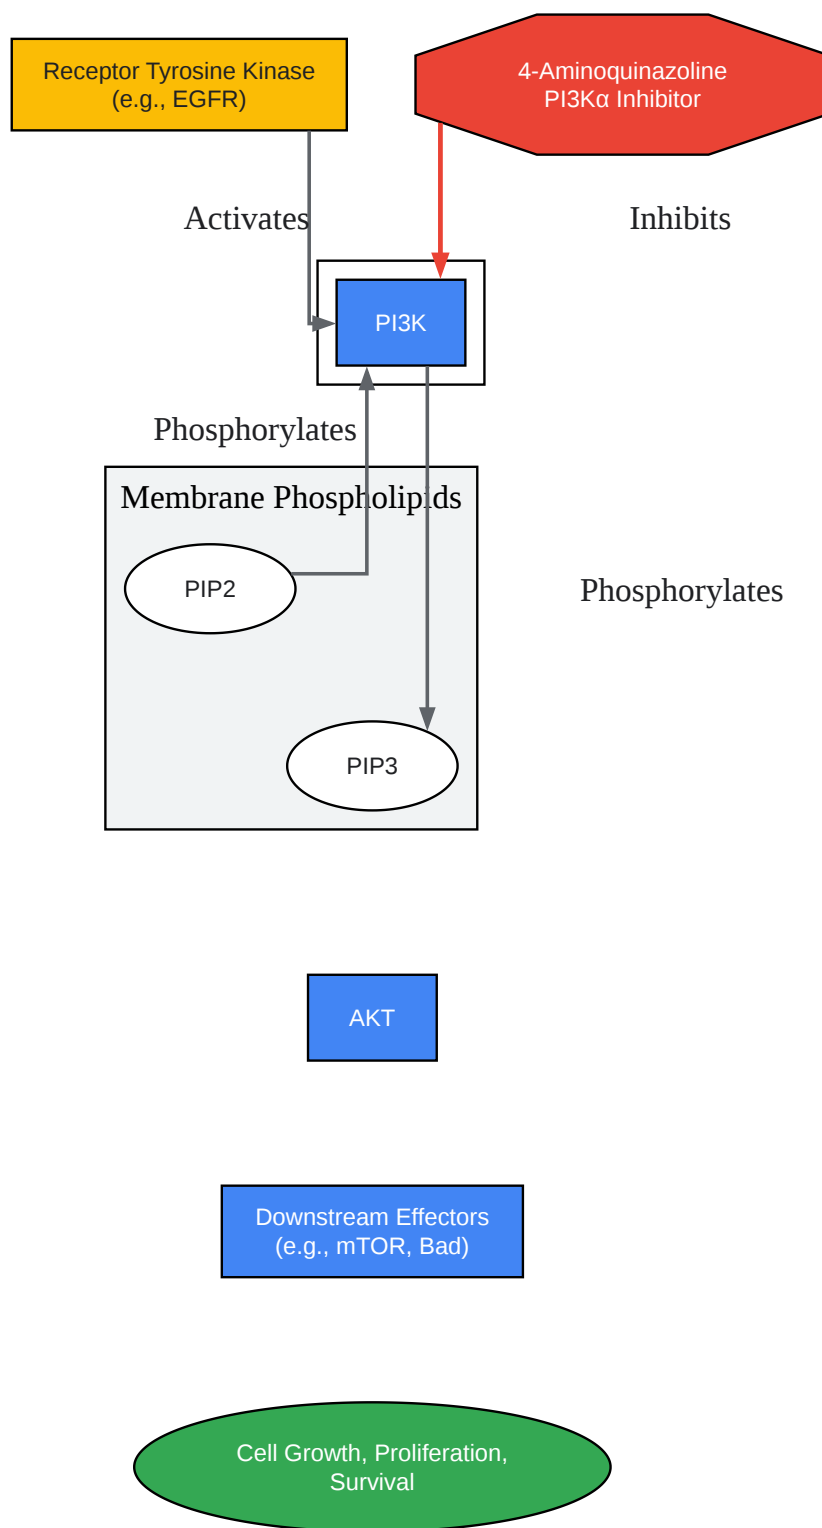 Receptor Tyrosine Kinase
(e.g., EGFR)
4-Aminoquinazoline
PI3Kα Inhibitor
Activates
Inhibits
PI3K
Phosphorylates
Membrane Phospholipids
PIP2
Phosphorylates
PIP3
AKT
Downstream Effectors
(e.g., mTOR, Bad)
Cell Growth, Proliferation,
Survival